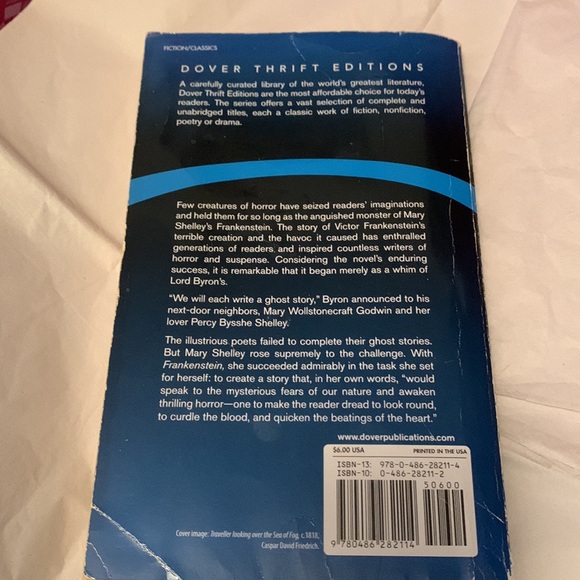 FICTION/CLASSICS
DOVER THRIFT EDITIONS
A carefully curated library of the world's greatest literature,
Dover Thrift Editions are the most affordable choice for today's
readers. The series offers a vast selection of complete and
unabridged titles, each a classic work of fiction, nonfiction,
poetry or drama.
Few creatures of horror have seized readers' imaginations
and held them for so long as the anguished monster of Mary
Shelley's Frankenstein. The story of Victor Frankenstein's
terrible creation and the havoc it caused has enthralled
generations of readers and inspired countless writers of
horror and suspense. Considering the novel's enduring
success, it is remarkable that it began merely as a whim of
Lord Byron's.
"We will each write a ghost story," Byron announced to his
next-door neighbors, Mary Wollstonecraft Godwin and her
lover Percy Bysshe Shelley.
The illustrious poets failed to complete their ghost stories.
But Mary Shelley rose supremely to the challenge. With
Frankenstein, she succeeded admirably in the task she set
for herself: to create a story that, in her own words, "would
speak to the mysterious fears of our nature and awaken
thrilling horror—one to make the reader dread to look round,
to curdle the blood, and quicken the beatings of the heart."
www.doverpublications.com
$6.00 USA PRINTED IN THE USA
ISBN-13: 978-0-486-28211-4
ISBN-10: 0-486-28211-2
50600
9 780486 282114
Cover image: Traveller looking over the Sea of Fog, c.1818,
Caspar David Friedrich.